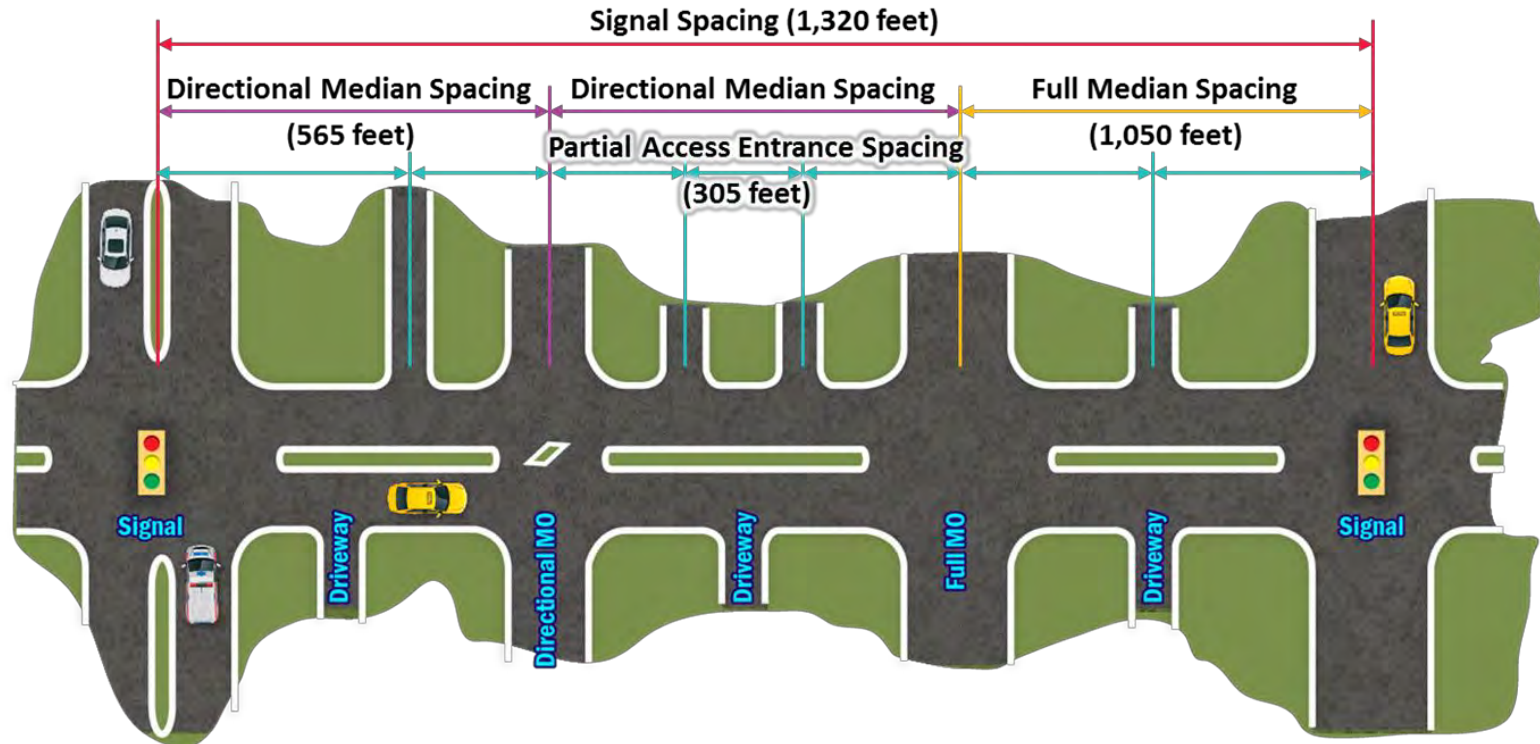 Signal Spacing (1,320 feet)
Directional Median Spacing
Directional Median Spacing
Full Median Spacing
(565 feet)
Partial Access Entrance Spacing
(1,050 feet)
(305 feet)
Signal
Driveway
Directional MO
Driveway
Full MO
Driveway
Signal